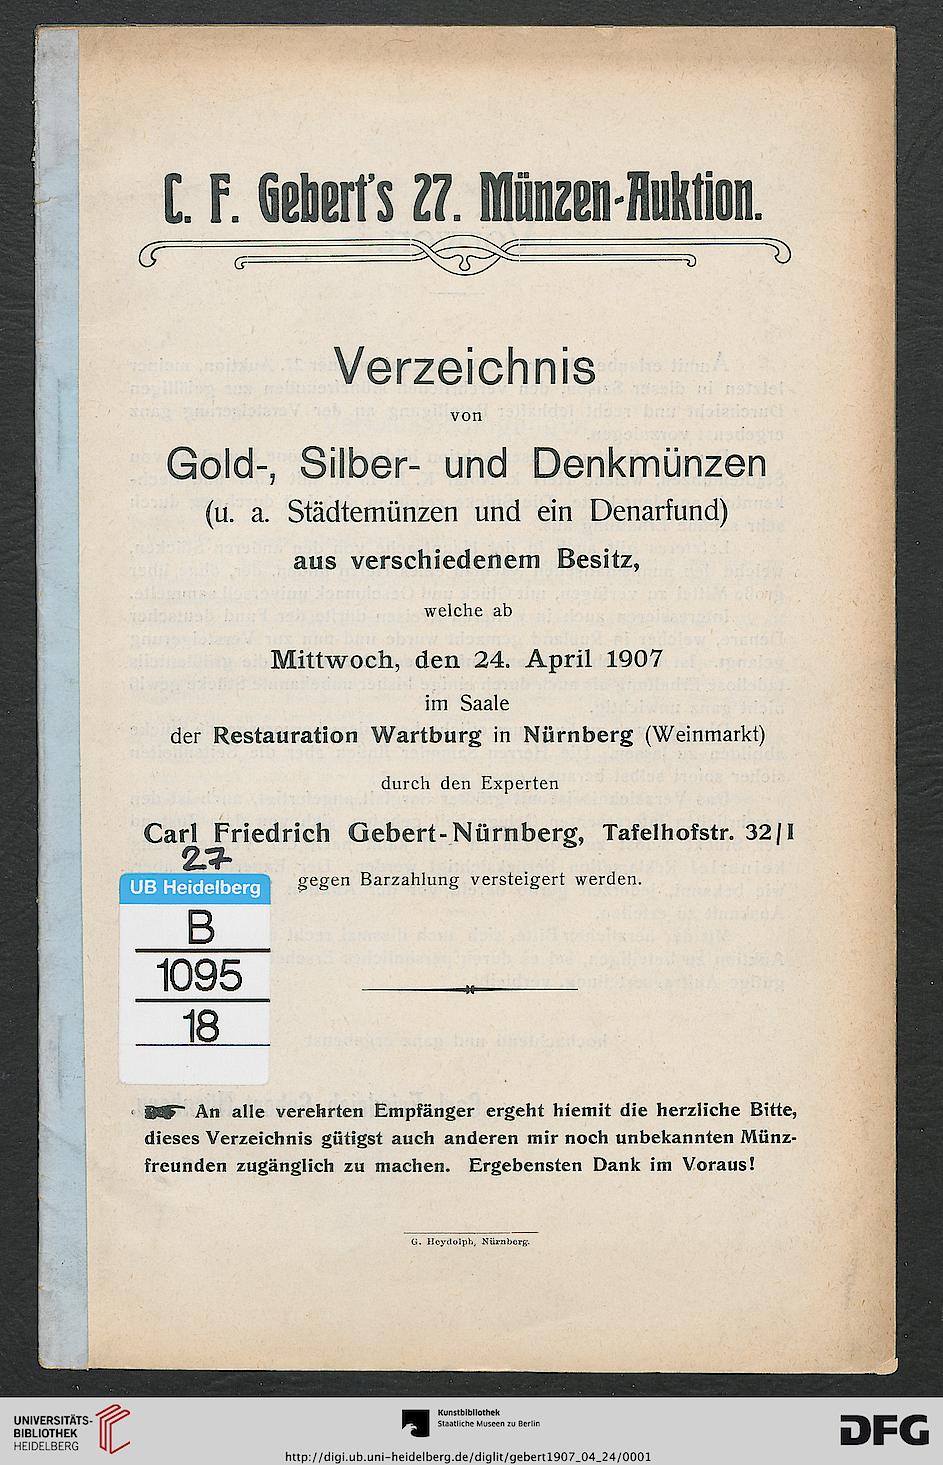 C. F. Gebert's 27. Münzen-Auktion.
Verzeichnis
von
Gold-, Silber- und Denkmünzen
(u. a. Städtemünzen und ein Denarfund)
aus verschiedenem Besitz,
welche ab
Mittwoch, den 24. April 1907
im Saale
der Restauration Wartburg in Nürnberg (Weinmarkt)
durch den Experten
Carl Friedrich Gebert-Nürnberg, Tafelhofstr. 32/I
27
gegen Barzahlung versteigert werden.
UB Heidelberg
B
1095
18
An alle verehrten Empfänger ergeht hiemit die herzliche Bitte,
dieses Verzeichnis gütigst auch anderen mir noch unbekannten Münz-
freunden zugänglich zu machen. Ergebensten Dank im Voraus!
G. Heydolph, Nürnberg.
UNIVERSITÄTS-
BIBLIOTHEK
HEIDELBERG
Kunstbibliothek
Staatliche Museen zu Berlin
DFG
http://digi.ub.uni-heidelberg.de/diglit/gebert1907_04_24/0001